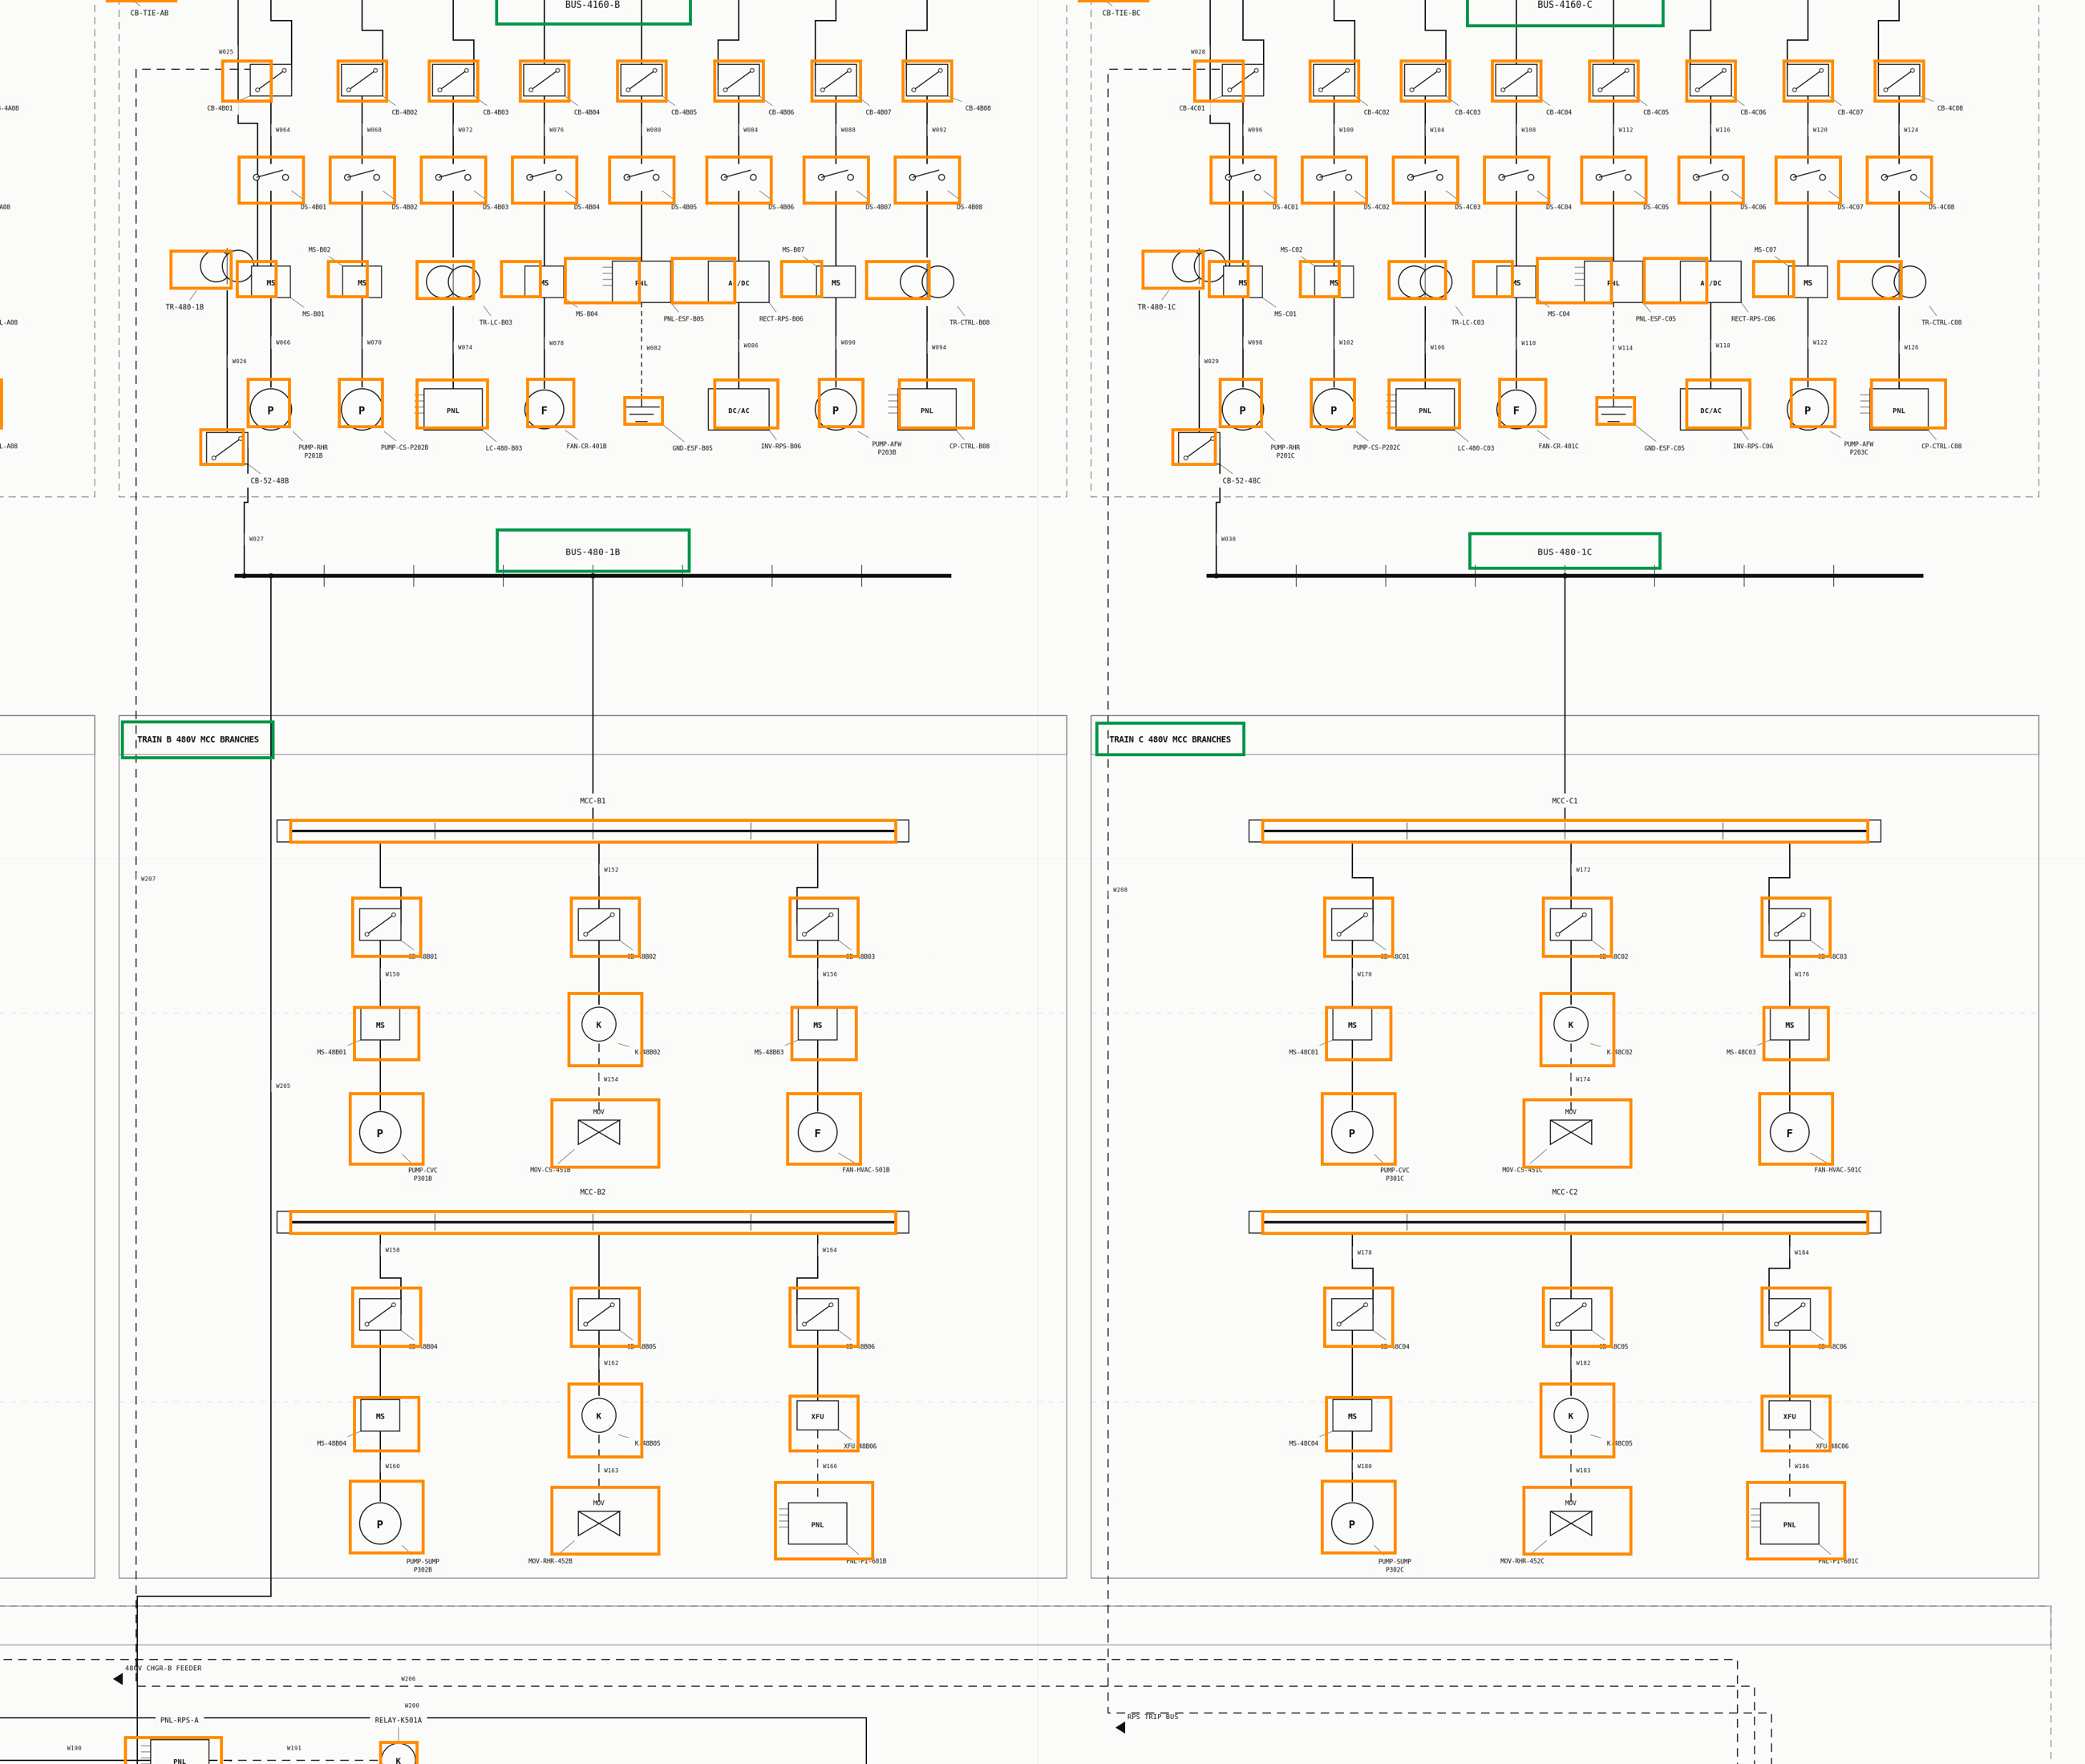 CB-TIE-AB
BUS-4160-B
CB-TIE-BC
BUS-4160-C
W025
W028
CB-4B01
CB-4B02
CB-4B03
CB-4B04
CB-4B05
CB-4B06
CB-4B07
CB-4B08
CB-4C01
CB-4C02
CB-4C03
CB-4C04
CB-4C05
CB-4C06
CB-4C07
CB-4C08
W064
W068
W072
W076
W080
W084
W088
W092
W096
W100
W104
W108
W112
W116
W120
W124
DS-4B01
DS-4B02
DS-4B03
DS-4B04
DS-4B05
DS-4B06
DS-4B07
DS-4B08
DS-4C01
DS-4C02
DS-4C03
DS-4C04
DS-4C05
DS-4C06
DS-4C07
DS-4C08
MS-B02
MS-B07
MS-C02
MS-C07
MS
MS
MS
MS
MS
MS
MS
MS
TR-480-1B
MS-B01
TR-LC-B03
MS-B04
PNL-ESF-B05
RECT-RPS-B06
TR-CTRL-B08
TR-480-1C
MS-C01
TR-LC-C03
MS-C04
PNL-ESF-C05
RECT-RPS-C06
TR-CTRL-C08
W026
W066
W070
W074
W078
W082
W086
W090
W094
W029
W098
W102
W106
W110
W114
W118
W122
W126
P
P
PNL
F
DC/AC
P
PNL
P
P
PNL
F
DC/AC
P
PNL
PUMP-RHR
P201B
PUMP-CS-P202B
LC-480-B03
FAN-CR-401B
GND-ESF-B05
INV-RPS-B06
PUMP-AFW
P203B
CP-CTRL-B08
PUMP-RHR
P201C
PUMP-CS-P202C
LC-480-C03
FAN-CR-401C
GND-ESF-C05
INV-RPS-C06
PUMP-AFW
P203C
CP-CTRL-C08
CB-52-48B
CB-52-48C
W027
W030
BUS-480-1B
BUS-480-1C
TRAIN B 480V MCC BRANCHES
TRAIN C 480V MCC BRANCHES
MCC-B1
MCC-C1
W207
W152
W208
W172
W150
W156
W170
W176
MS
K
MS
MS
K
MS
MS-48B01
K-48B02
MS-48B03
MS-48C01
K-48C02
MS-48C03
W205
W154
W174
MOV
MOV
P
F
P
F
PUMP-CVC
P301B
MOV-CS-451B
FAN-HVAC-501B
PUMP-CVC
P301C
MOV-CS-451C
FAN-HVAC-501C
MCC-B2
MCC-C2
W158
W164
W178
W184
W162
W182
MS
K
XFU
MS
K
XFU
MS-48B04
K-48B05
XFU-48B06
MS-48C04
K-48C05
XFU-48C06
W160
W163
W166
W180
W183
W186
MOV
MOV
P
PNL
P
PNL
PUMP-SUMP
P302B
MOV-RHR-452B
PUMP-SUMP
P302C
MOV-RHR-452C
480V CHGR-B FEEDER
W206
W200
RPS TRIP BUS
PNL-RPS-A
RELAY-K501A
W190
W191
PNL
K